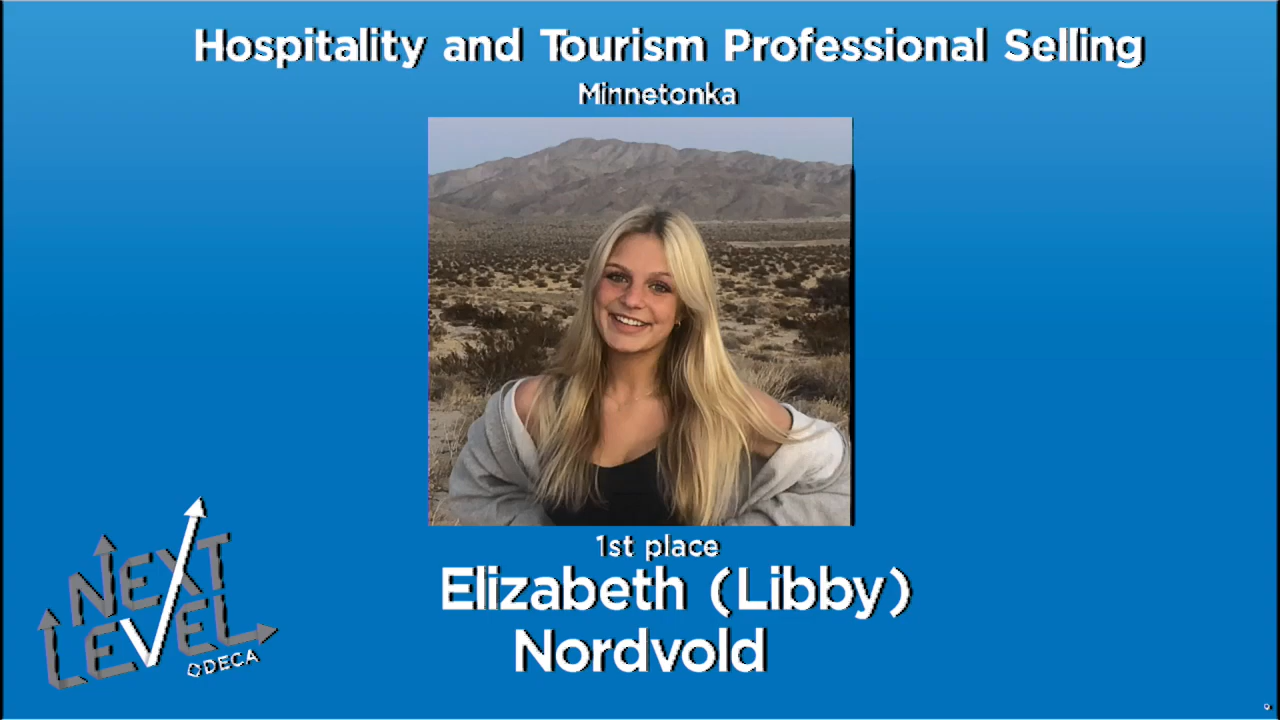 Hospitality and Tourism Professional Selling
Minnetonka
1st place
Elizabeth (Libby)
Nordvold
NEXT
LEVEL
DECA